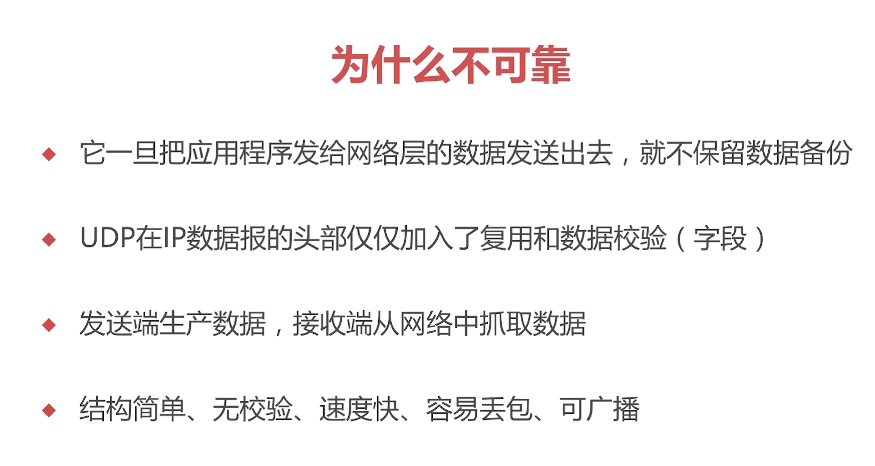 为什么不可靠
它一旦把应用程序发给网络层的数据发送出去，就不保留数据备份
UDP在IP数据报的头部仅仅加入了复用和数据校验（字段）
发送端生产数据，接收端从网络中抓取数据
结构简单、无校验、速度快、容易丢包、可广播